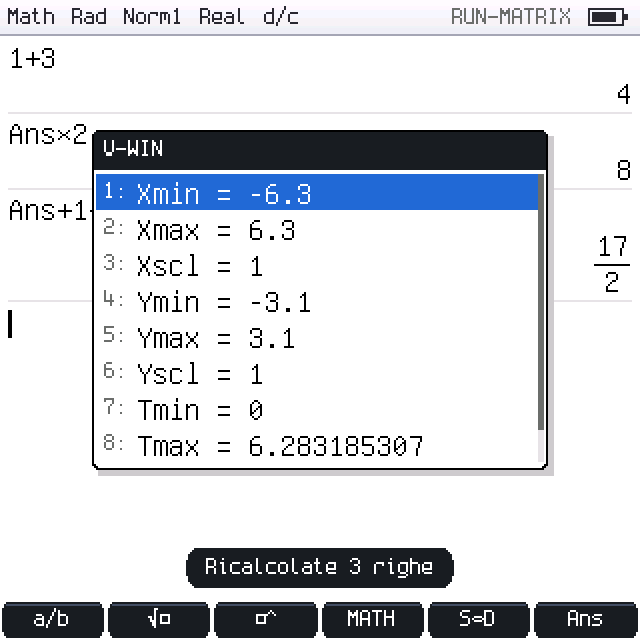 Math Rad Norm1 Real d/c RUN-MATRIX
1+3
4
Ans×2
8
Ans+1
17
2
V-WIN
1: Xmin = -6.3
2: Xmax = 6.3
3: Xscl = 1
4: Ymin = -3.1
5: Ymax = 3.1
6: Yscl = 1
7: Tmin = 0
8: Tmax = 6.283185307
Ricalcolate 3 righe
a/b √□ □^ MATH S=D Ans